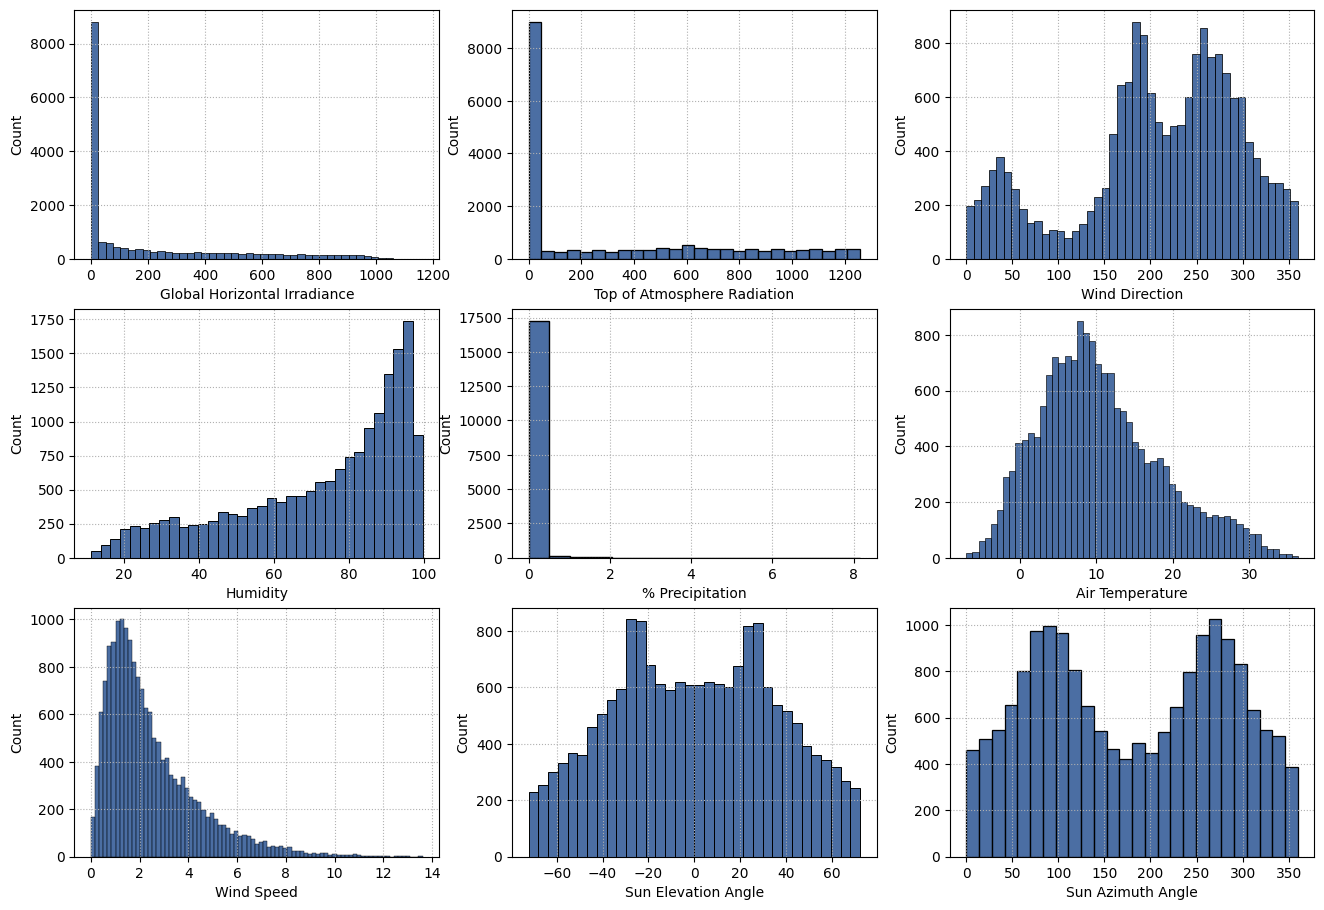 8000
6000
4000
2000
0
Count
0 200 400 600 800 1000 1200
Global Horizontal Irradiance
8000
6000
4000
2000
0
Count
0 200 400 600 800 1000 1200
Top of Atmosphere Radiation
800
600
400
200
0
Count
0 50 100 150 200 250 300 350
Wind Direction
1750
1500
1250
1000
750
500
250
0
Count
20 40 60 80 100
Humidity
17500
15000
12500
10000
7500
5000
2500
0
Count
0 2 4 6 8
% Precipitation
800
600
400
200
0
Count
0 10 20 30
Air Temperature
1000
800
600
400
200
0
Count
0 2 4 6 8 10 12 14
Wind Speed
800
600
400
200
0
Count
−60 −40 −20 0 20 40 60
Sun Elevation Angle
1000
800
600
400
200
0
Count
0 50 100 150 200 250 300 350
Sun Azimuth Angle